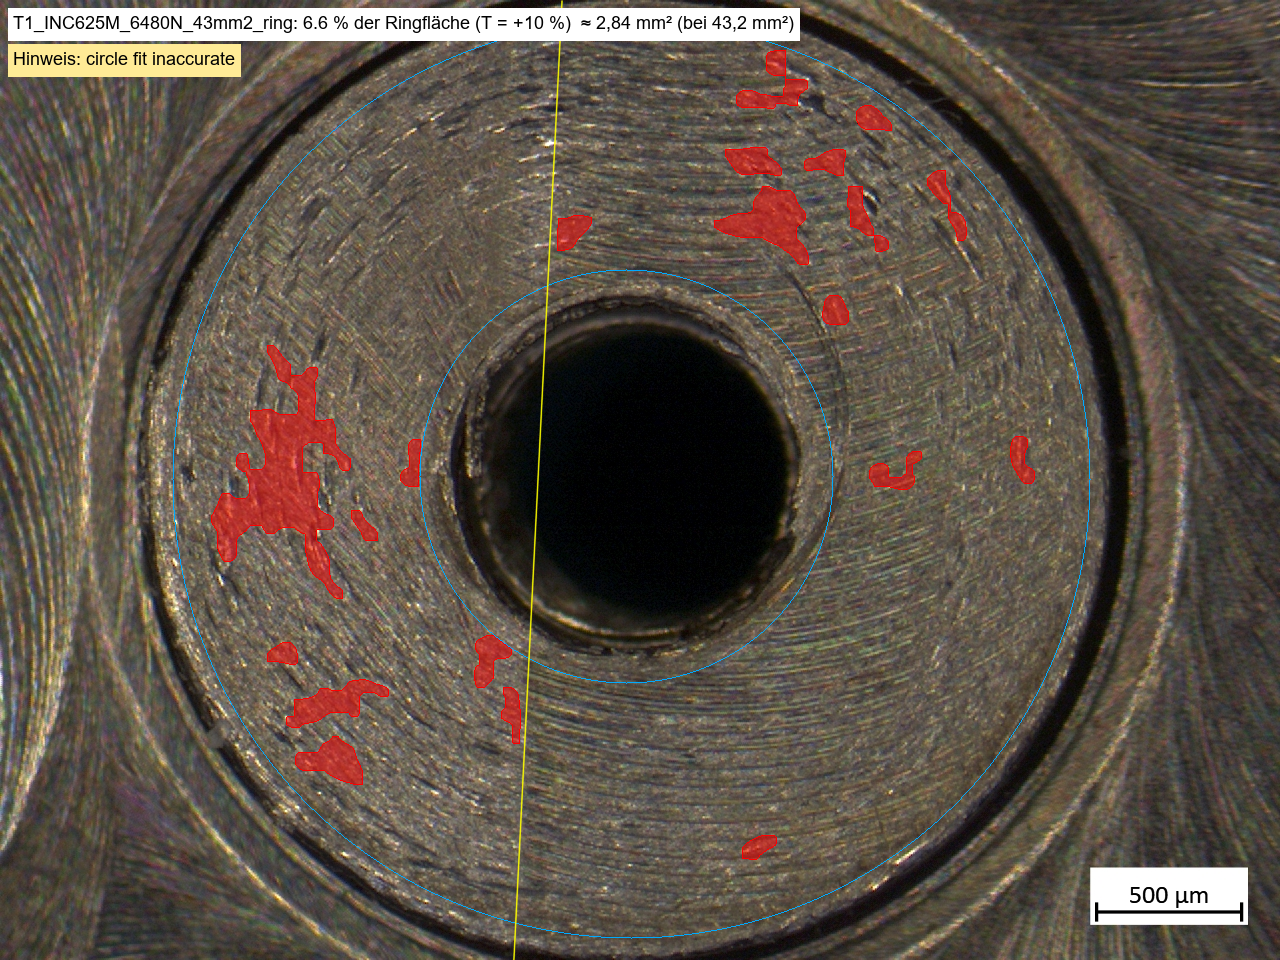 T1_INC625M_6480N_43mm2_ring: 6.6 % der Ringfläche (T = +10 %) ≈ 2,84 mm² (bei 43,2 mm²)
Hinweis: circle fit inaccurate
500 µm